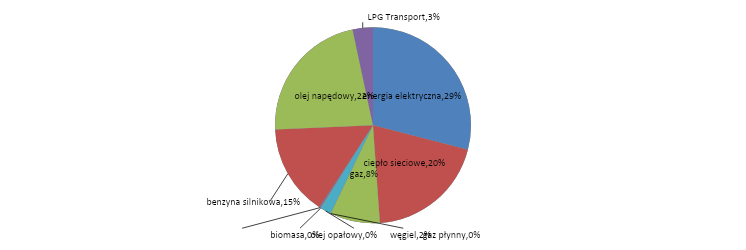 LPG Transport,3%
olej napędowy,22%
energia elektryczna,29%
ciepło sieciowe,20%
gaz,8%
benzyna silnikowa,15%
biomasa,0%
olej opałowy,0%
węgiel,2%
gaz płynny,0%